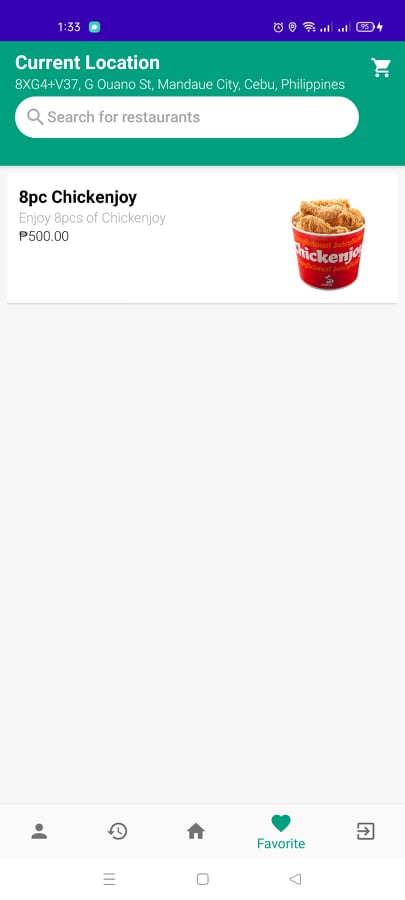 1:33
95
Current Location
8XG4+V37, G Ouano St, Mandaue City, Cebu, Philippines
Search for restaurants
8pc Chickenjoy
Enjoy 8pcs of Chickenjoy
₱500.00
Chickenjoy
Favorite